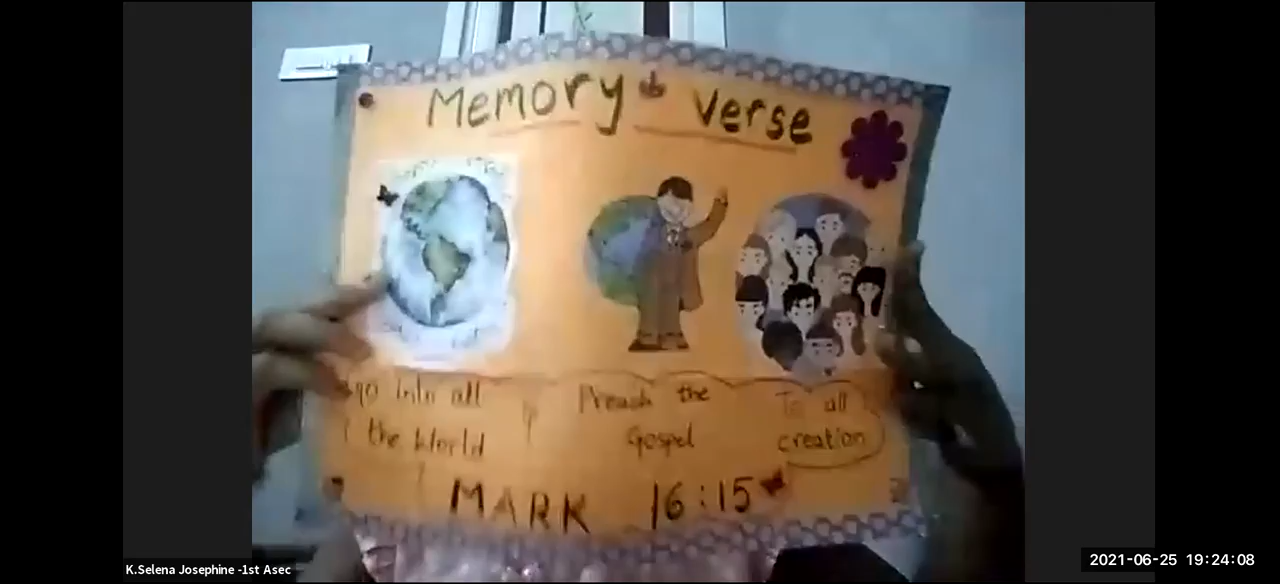 Memory verse
go into all
the world
Preach the
Gospel
To all
creation
MARK 16:15
K.Selena Josephine -1st Asec
2021-06-25 19:24:08